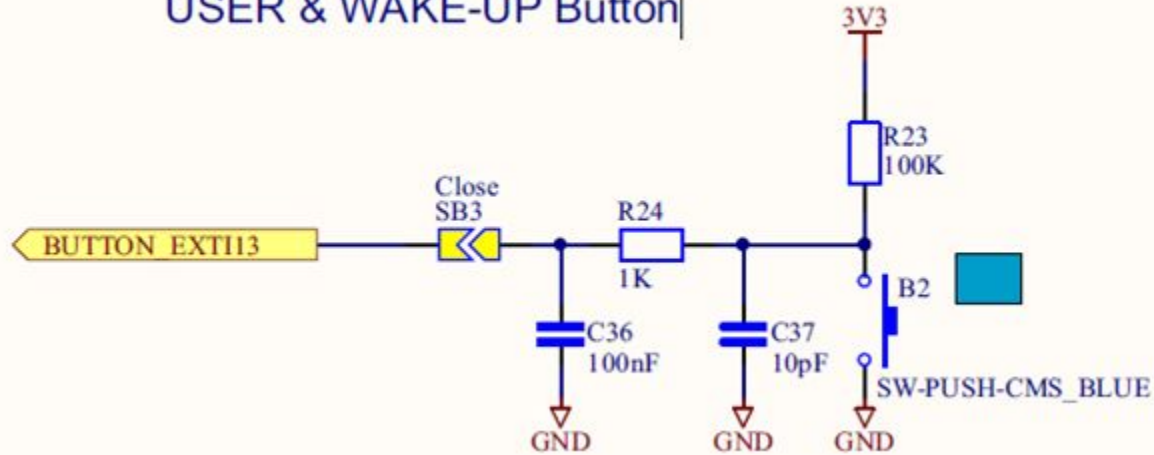 USER & WAKE-UP Button
3V3
R23
100K
Close
SB3
R24
BUTTON_EXTI13
1K
B2
C36
100nF
C37
10pF
SW-PUSH-CMS_BLUE
GND
GND
GND